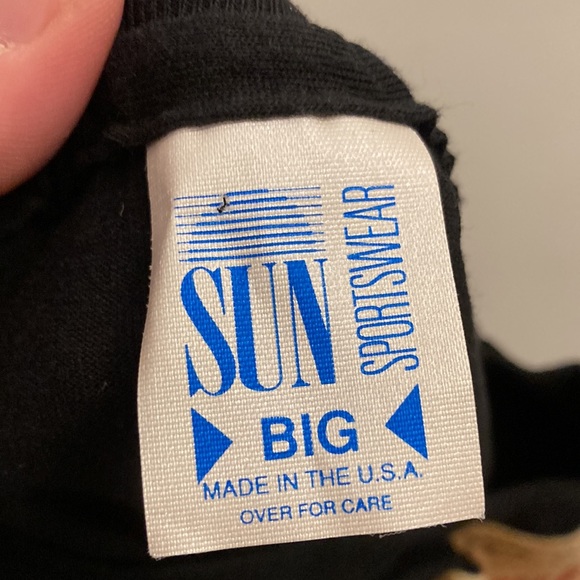 SUN
SPORTSWEAR
BIG
MADE IN THE U.S.A.
OVER FOR CARE